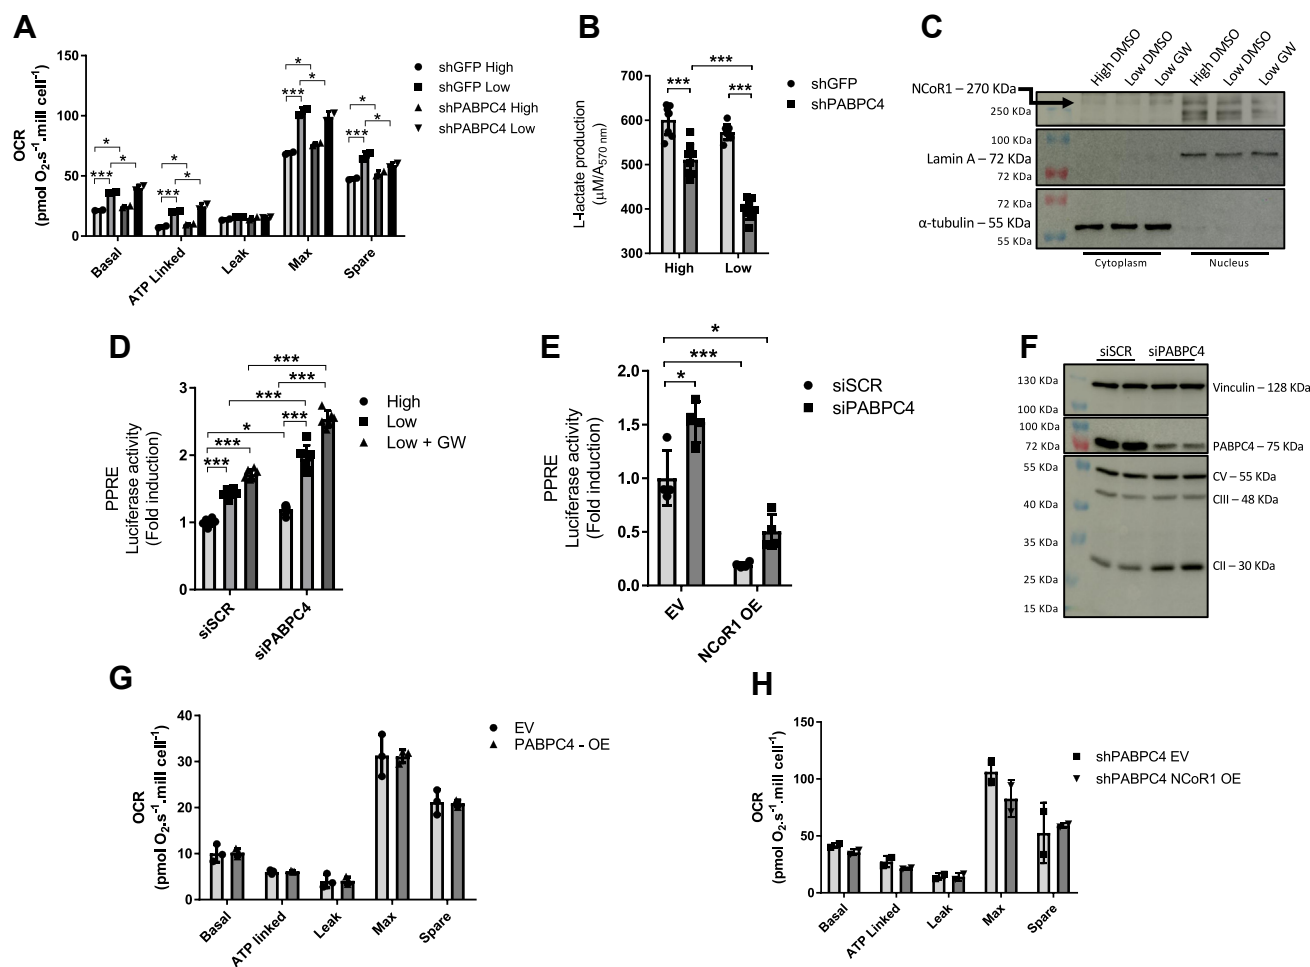 A
150
100
50
0
OCR
(pmol O₂.s⁻¹.mill cell⁻¹)
shGFP High
shGFP Low
shPABPC4 High
shPABPC4 Low
*
*
***
*
*
***
*
*
***
*
*
***
Basal
ATP Linked
Leak
Max
Spare
B
700
600
500
400
300
L-lactate production
(µM/A570 nm)
***
***
***
shGFP
shPABPC4
High
Low
C
High DMSO
Low DMSO
Low GW
High DMSO
Low DMSO
Low GW
NCoR1 – 270 KDa
250 KDa
100 KDa
Lamin A – 72 KDa
72 KDa
72 KDa
α-tubulin – 55 KDa
55 KDa
Cytoplasm
Nucleus
D
3
2
1
0
PPRE
Luciferase activity
(Fold induction)
***
***
***
***
*
***
***
High
Low
Low + GW
siSCR
siPABPC4
E
2.0
1.5
1.0
0.5
0.0
PPRE
Luciferase activity
(Fold induction)
*
***
*
siSCR
siPABPC4
EV
NCoR1 OE
F
siSCR
siPABPC4
130 KDa
Vinculin – 128 KDa
100 KDa
100 KDa
72 KDa
PABPC4 – 75 KDa
55 KDa
CV – 55 KDa
CIII – 48 KDa
40 KDa
35 KDa
CII – 30 KDa
25 KDa
15 KDa
G
40
30
20
10
0
OCR
(pmol O₂.s⁻¹.mill cell⁻¹)
EV
PABPC4 - OE
Basal
ATP linked
Leak
Max
Spare
H
150
100
50
0
OCR
(pmol O₂.s⁻¹.mill cell⁻¹)
shPABPC4 EV
shPABPC4 NCoR1 OE
Basal
ATP Linked
Leak
Max
Spare